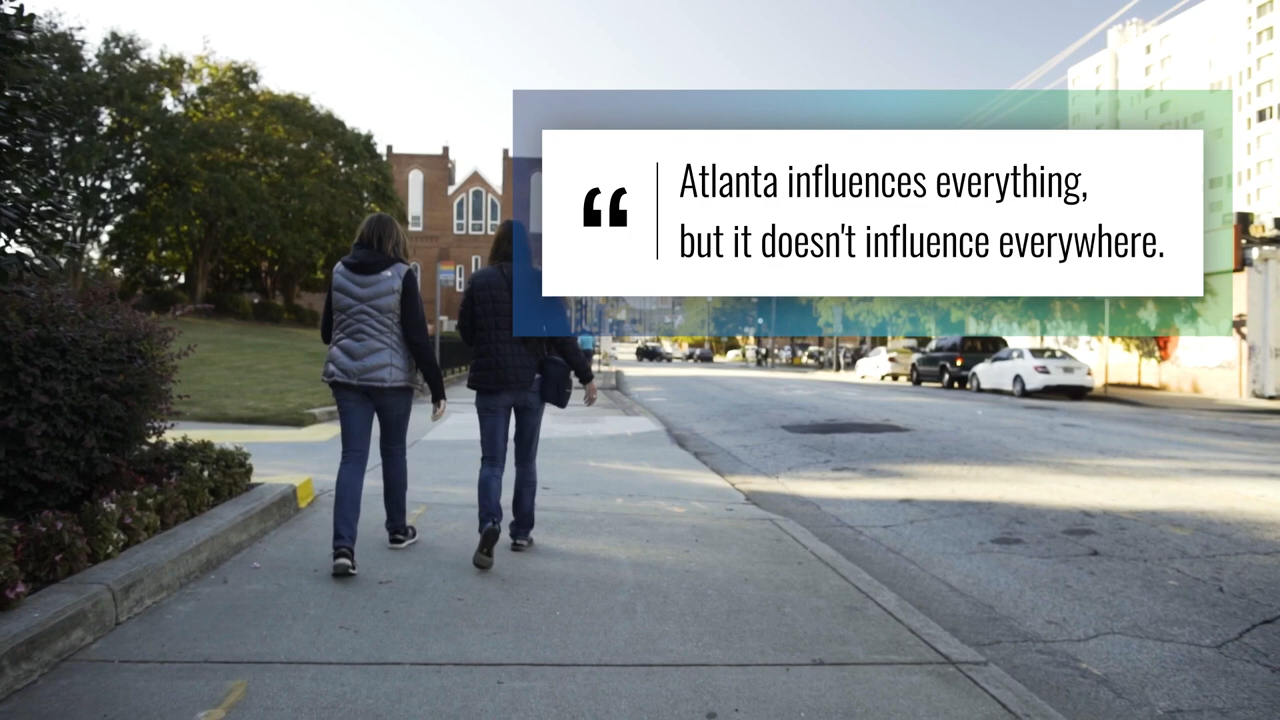 “
Atlanta influences everything,
but it doesn't influence everywhere.